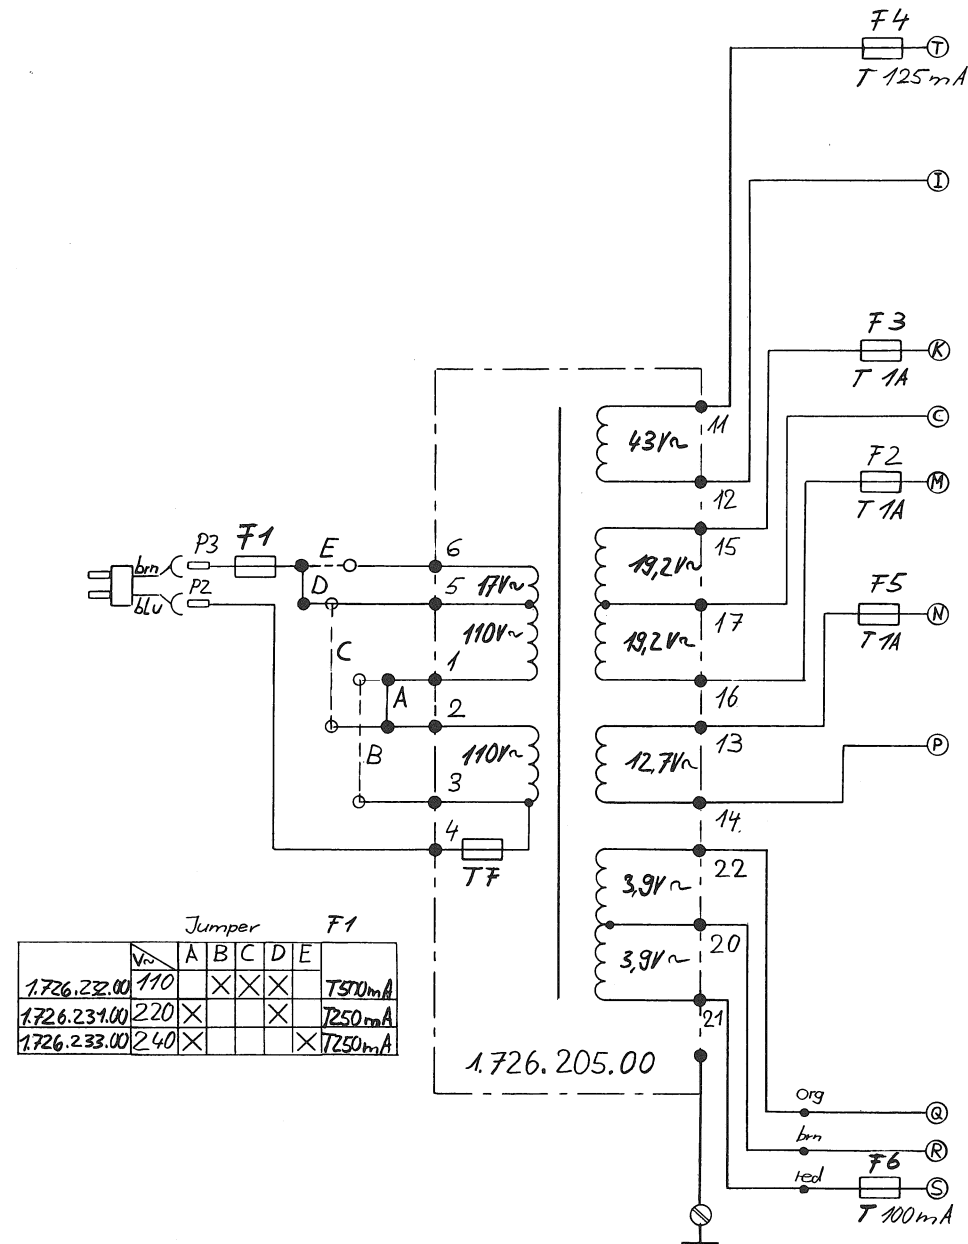 F4
T
T 125mA
I
F3
K
T 1A
C
F2
M
T 1A
F5
N
T 1A
P
11
43V~
12
15
19,2V~
17
19,2V~
16
13
12,7V~
14.
22
3,9V~
20
3,9V~
21
P3 F1 E 6
brn
P2 D 5 17V~
blu
110V~
C 1
A
2
B 110V~
3
4
TF
Jumper F1
V~ A B C D E
1.726.232.00 110 X X X T500mA
1.726.231.00 220 X X T250mA
1.726.233.00 240 X X T250mA
1.726.205.00
org
Q
brn
R
F6
red S
T 100mA